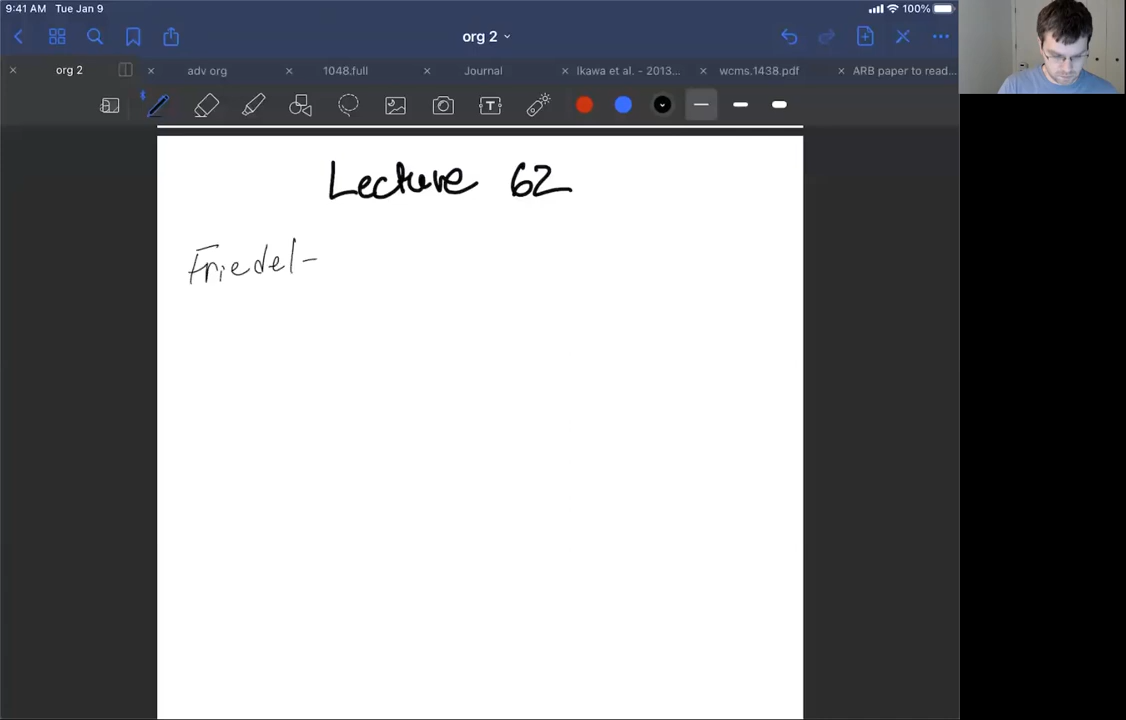 9:41 AM Tue Jan 9
100%
org 2
org 2
adv org
1048.full
Journal
Ikawa et al. - 2013...
wcms.1438.pdf
ARB paper to read...
T
Lecture 62
Friedel-